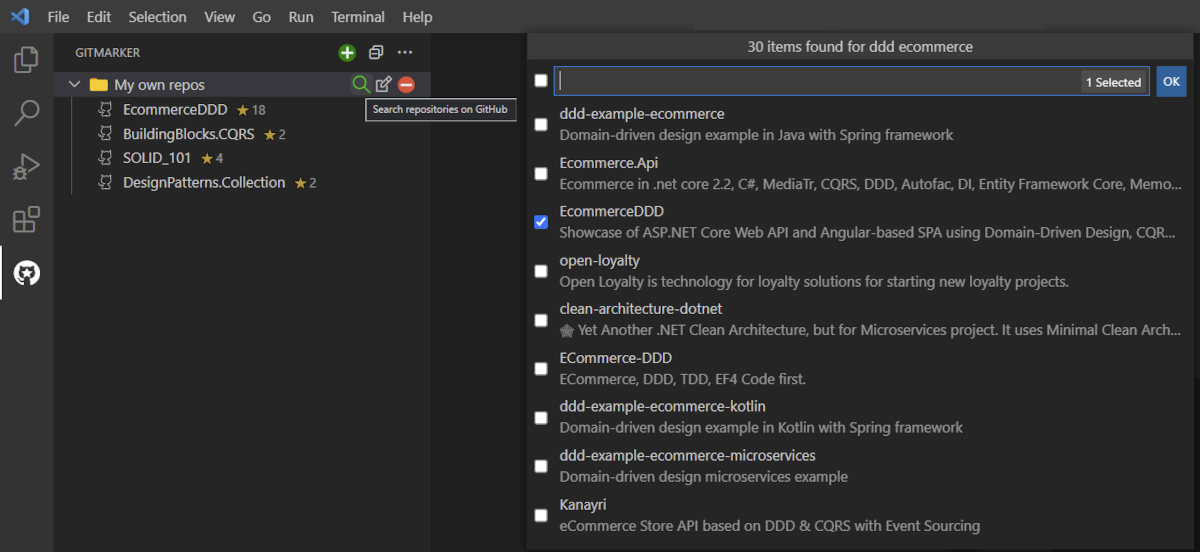 File Edit Selection View Go Run Terminal Help
GITMARKER
My own repos
Search repositories on GitHub
EcommerceDDD ★ 18
BuildingBlocks.CQRS ★ 2
SOLID_101 ★ 4
DesignPatterns.Collection ★ 2
30 items found for ddd ecommerce
1 Selected
OK
ddd-example-ecommerce
Domain-driven design example in Java with Spring framework
Ecommerce.Api
Ecommerce in .net core 2.2, C#, MediaTr, CQRS, DDD, Autofac, DI, Entity Framework Core, Memo...
EcommerceDDD
Showcase of ASP.NET Core Web API and Angular-based SPA using Domain-Driven Design, CQR...
open-loyalty
Open Loyalty is technology for loyalty solutions for starting new loyalty projects.
clean-architecture-dotnet
Yet Another .NET Clean Architecture, but for Microservices project. It uses Minimal Clean Arch...
ECommerce-DDD
ECommerce, DDD, TDD, EF4 Code first.
ddd-example-ecommerce-kotlin
Domain-driven design example in Kotlin with Spring framework
ddd-example-ecommerce-microservices
Domain-driven design microservices example
Kanayri
eCommerce Store API based on DDD & CQRS with Event Sourcing